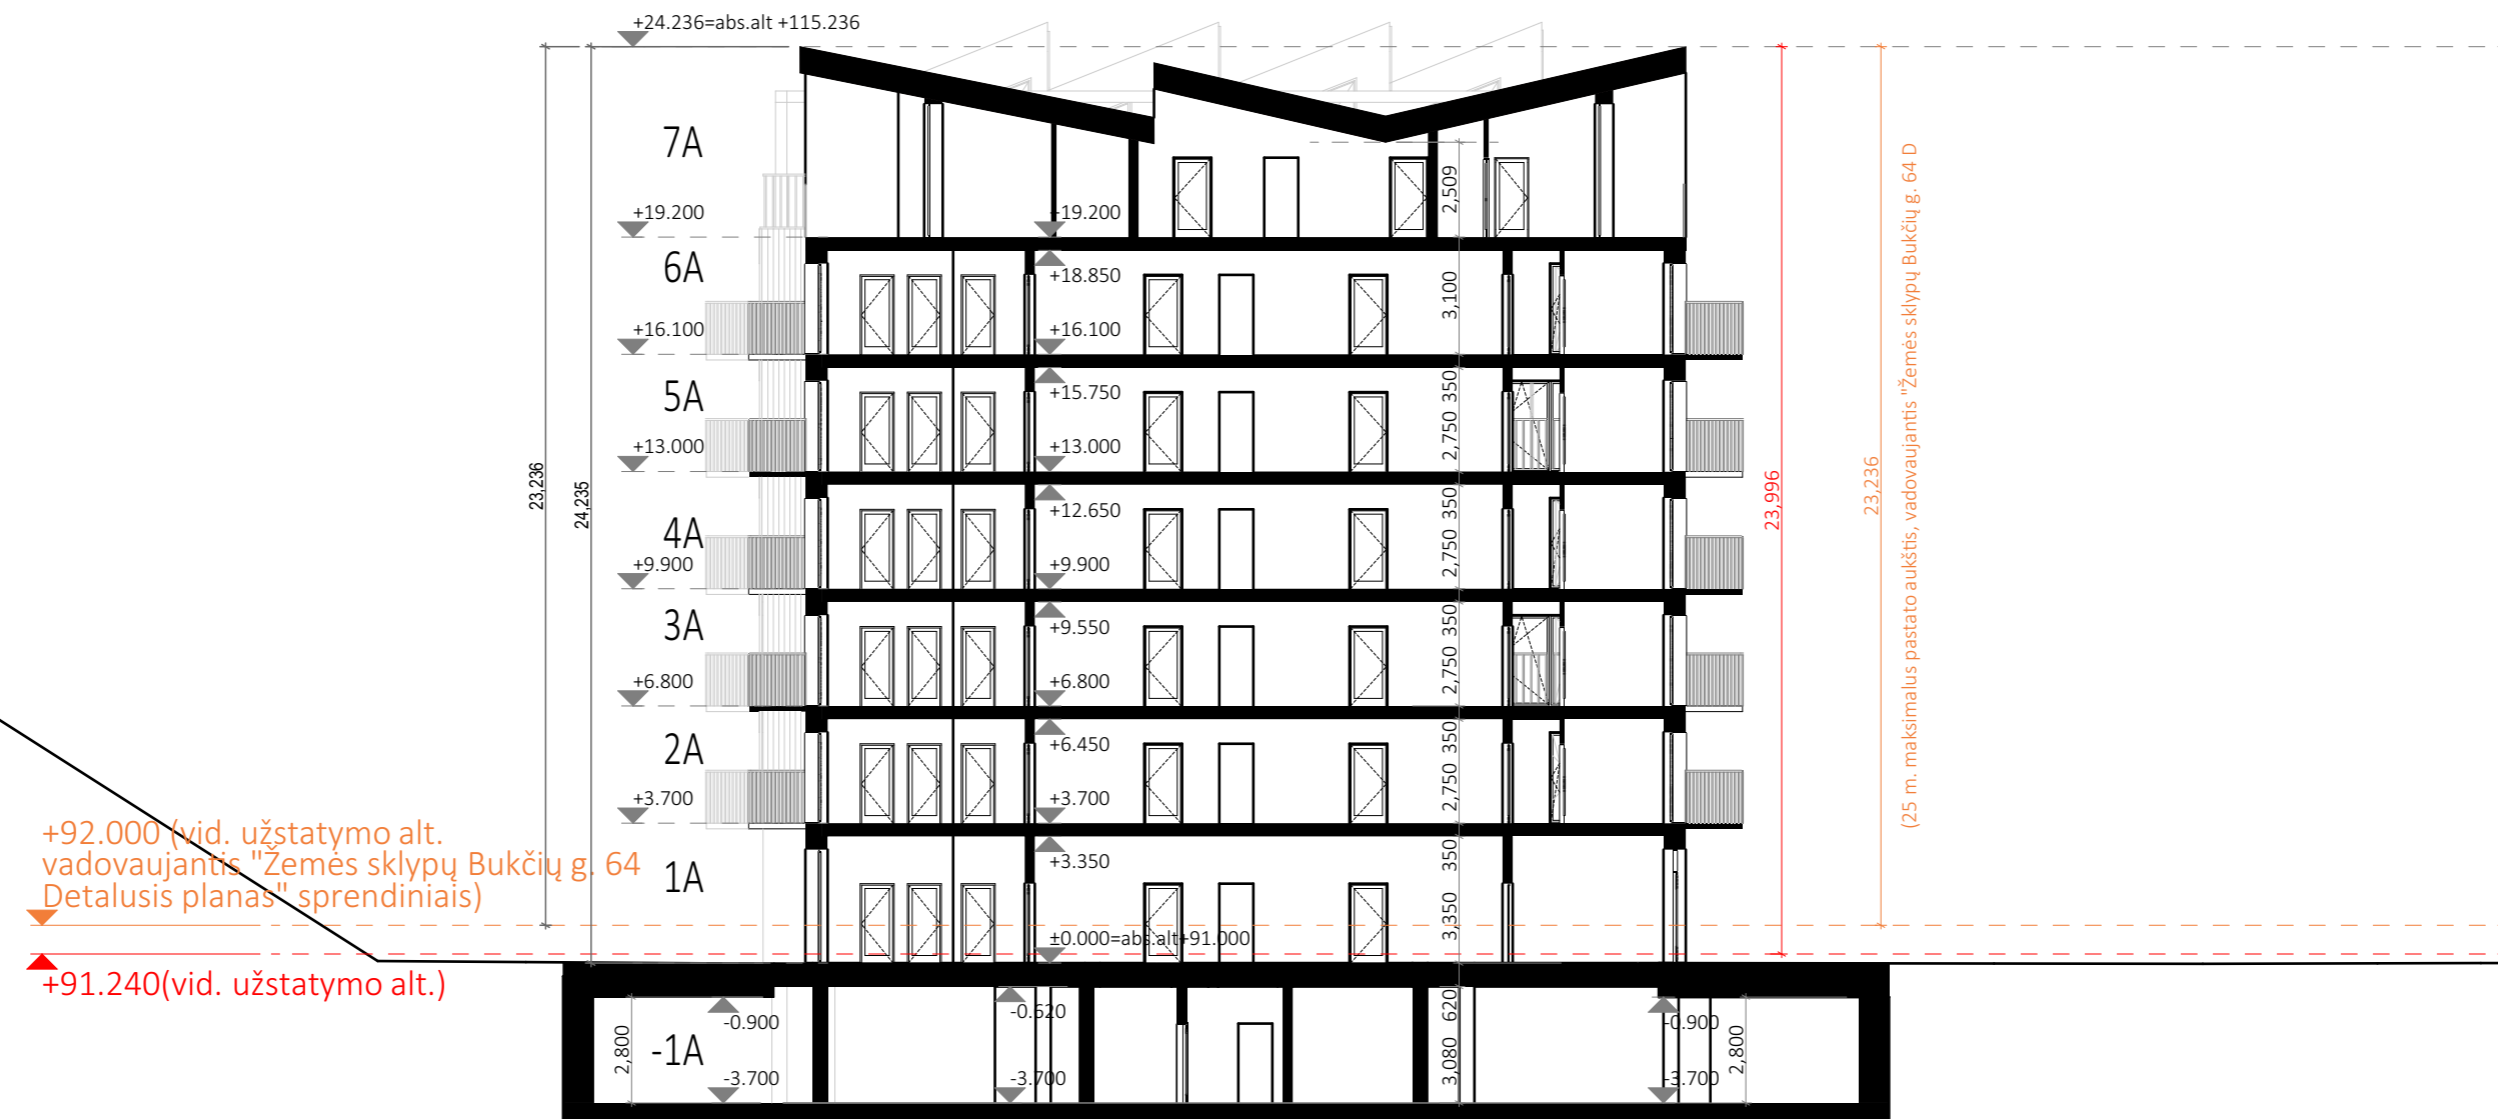 +24.236=abs.alt +115.236
7A
+19.200
+19.200
2,509
6A
+18.850
3,100
+16.100
+16.100
5A
+15.750
350
2,750
+13.000
+13.000
23,236
24,235
23,996
23,236
(25 m. maksimalus pastato aukštis, vadovaujantis "Žemės sklypų Bukčių g. 64 D
4A
+12.650
350
2,750
+9.900
+9.900
3A
+9.550
350
2,750
+6.800
+6.800
2A
+6.450
350
2,750
+3.700
+3.700
+92.000 (vid. užstatymo alt.
vadovaujantis "Žemės sklypų Bukčių g. 64
Detalusis planas" sprendiniais)
1A
+3.350
350
3,350
±0.000=abs.alt+91.000
+91.240(vid. užstatymo alt.)
-0.900
-0.620
620
-0.900
2,800
-1A
3,080
2,800
-3.700
-3.700
-3.700